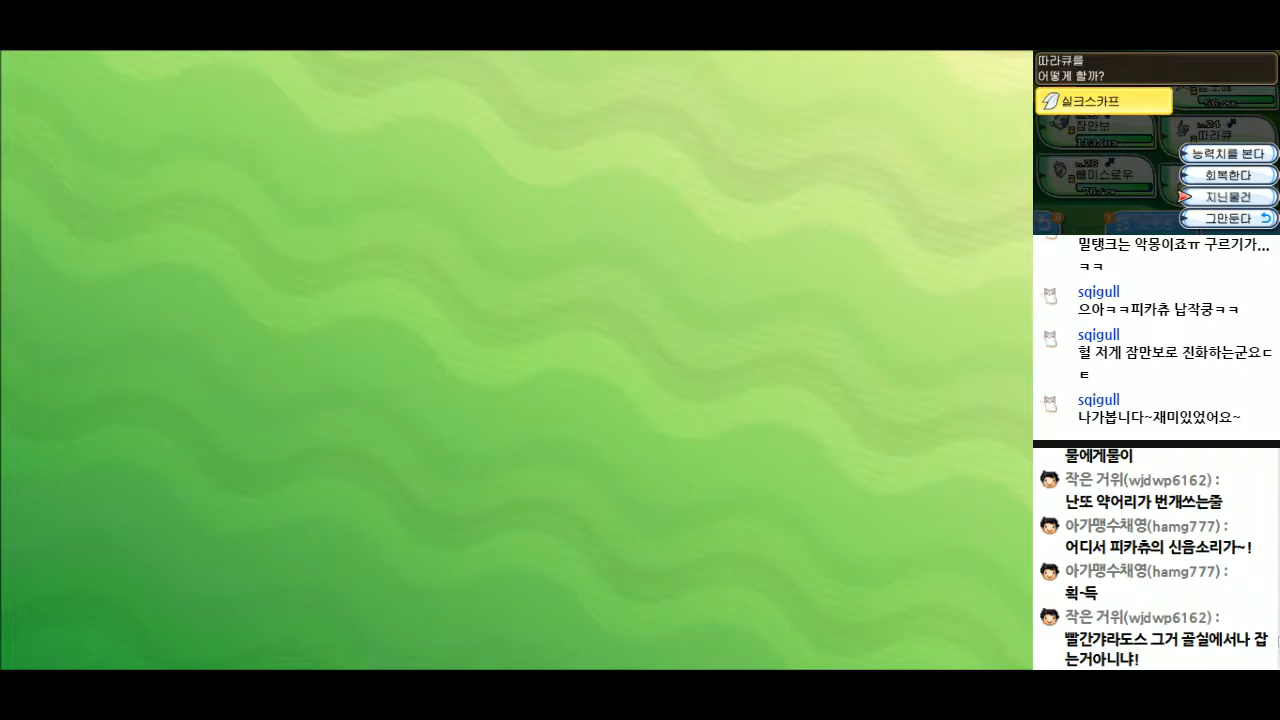 따라큐를
어떻게 할까?
실크스카프
잠만보
Lv.24
따라큐
능력치를 본다
Lv.28
빼미스로우
회복한다
지닌물건
그만둔다
밀탱크는 악몽이죠ㅠ 구르기가...
ㅋㅋ
sqigull
으아ㅋㅋ피카츄 납작쿵ㅋㅋ
sqigull
헐 저게 잠만보로 진화하는군요ㄷ
ㅌ
sqigull
나가봅니다~재미있었어요~
물에게물이
작은 거위(wjdwp6162) :
난또 약어리가 번개쓰는줄
아가맹수채영(hamg777) :
어디서 피카츄의 신음소리가~!
아가맹수채영(hamg777) :
획-득
작은 거위(wjdwp6162) :
빨간갸라도스 그거 골실에서나 잡
는거아니냐!